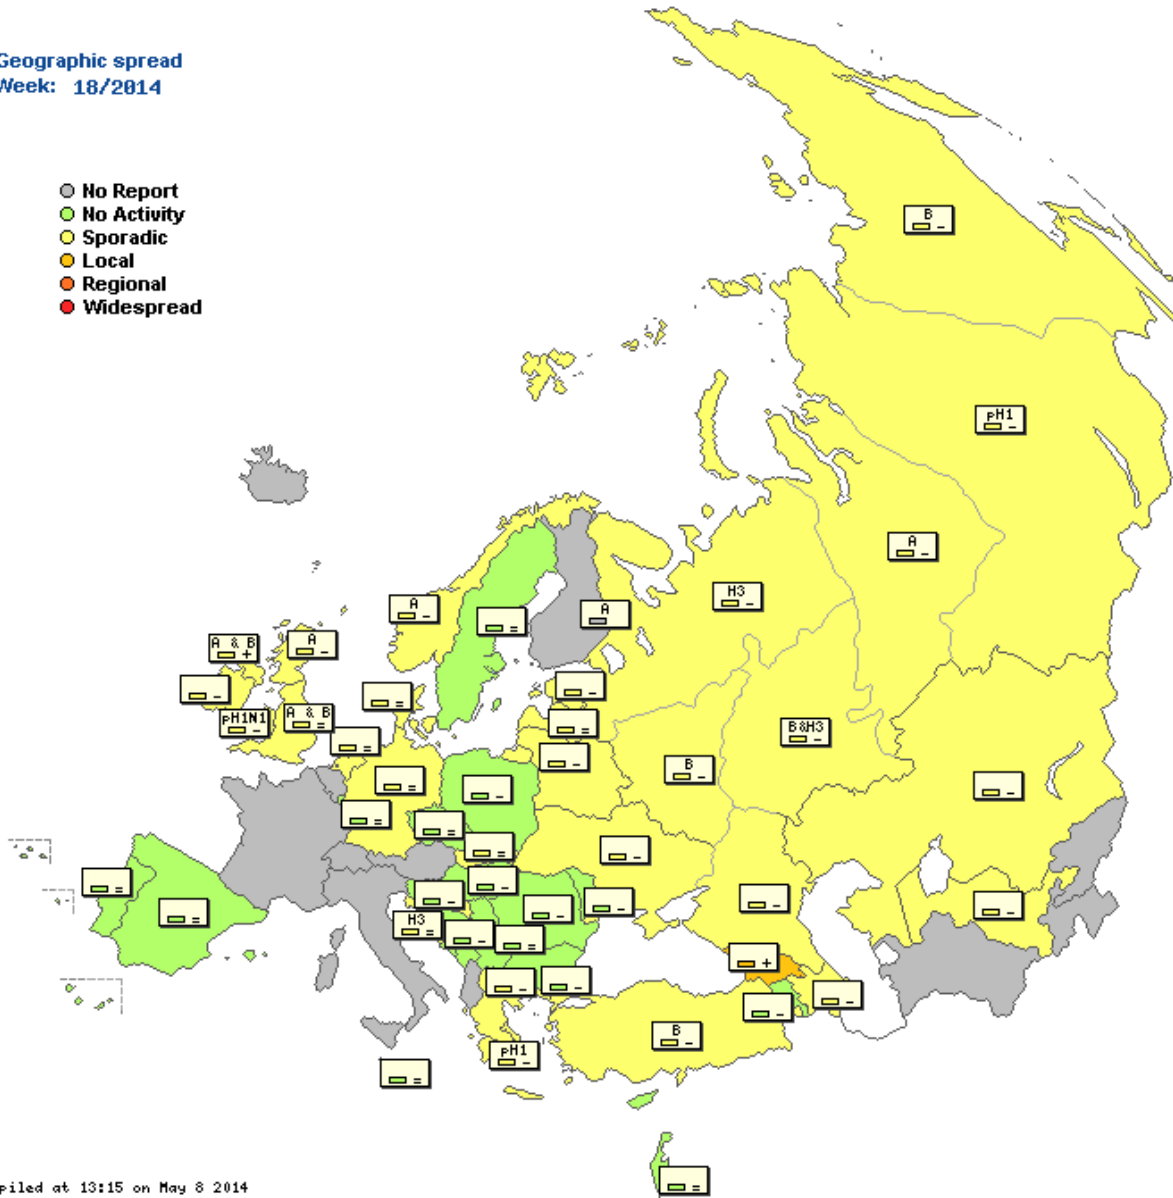 Geographic spread
Week: 18/2014
No Report
No Activity
Sporadic
Local
Regional
Widespread
B
-
pH1
-
A
-
H3
-
A
-
=
A
A & B
+
A
-
-
=
-
pH1N1
-
A & B
=
=
=
-
B&H3
-
B
-
=
-
-
=
=
=
-
=
-
=
=
-
-
-
-
-
H3
=
-
=
+
-
-
-
-
B
-
pH1
-
=
=
piled at 13:15 on May 8 2014